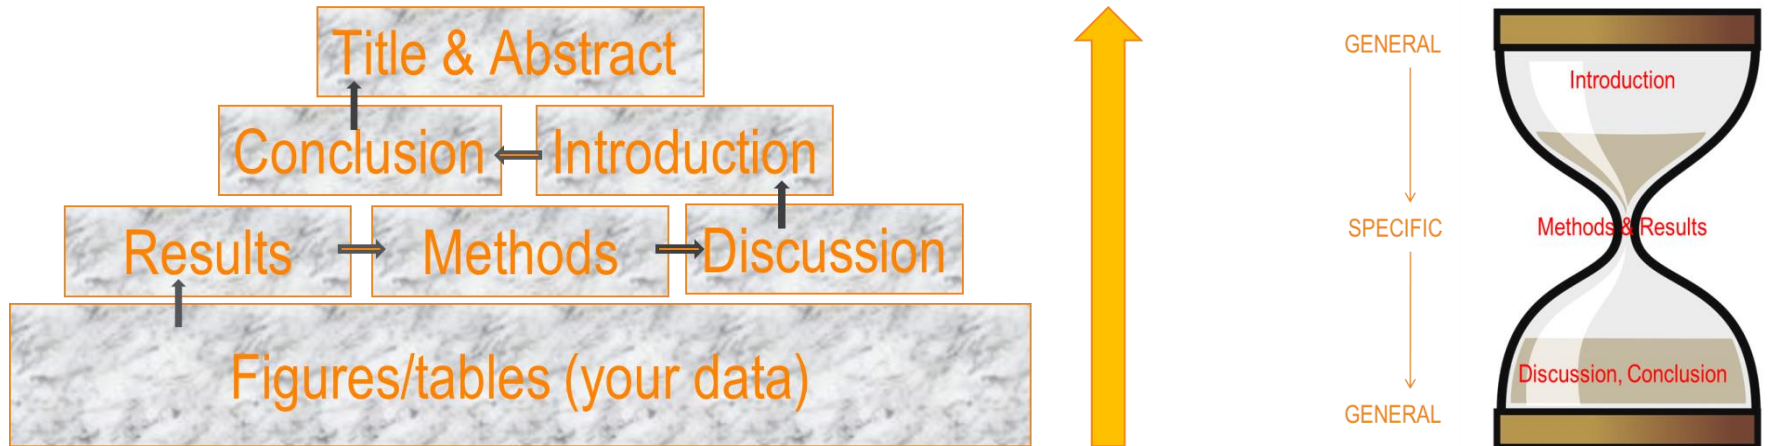 Title & Abstract
Conclusion
Introduction
Results
Methods
Discussion
Figures/tables (your data)
GENERAL
SPECIFIC
GENERAL
Introduction
Methods & Results
Discussion, Conclusion